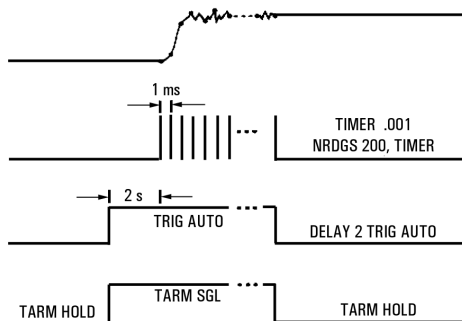 1 ms
TIMER .001
NRDGS 200, TIMER
2 s
TRIG AUTO
DELAY 2 TRIG AUTO
TARM HOLD
TARM SGL
TARM HOLD